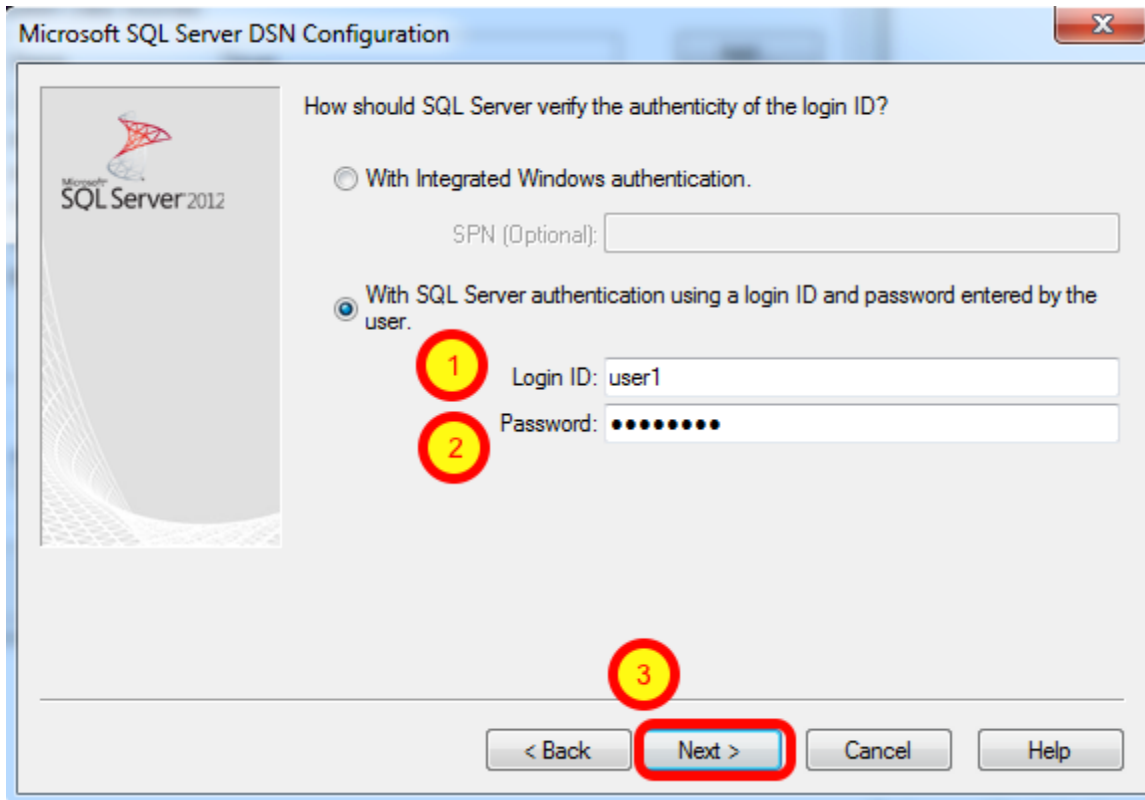 Microsoft SQL Server DSN Configuration
How should SQL Server verify the authenticity of the login ID?
Microsoft
SQL Server 2012
With Integrated Windows authentication.
SPN (Optional):
With SQL Server authentication using a login ID and password entered by the
user.
1
Login ID: user1
2
Password: ●●●●●●●●
3
< Back
Next >
Cancel
Help